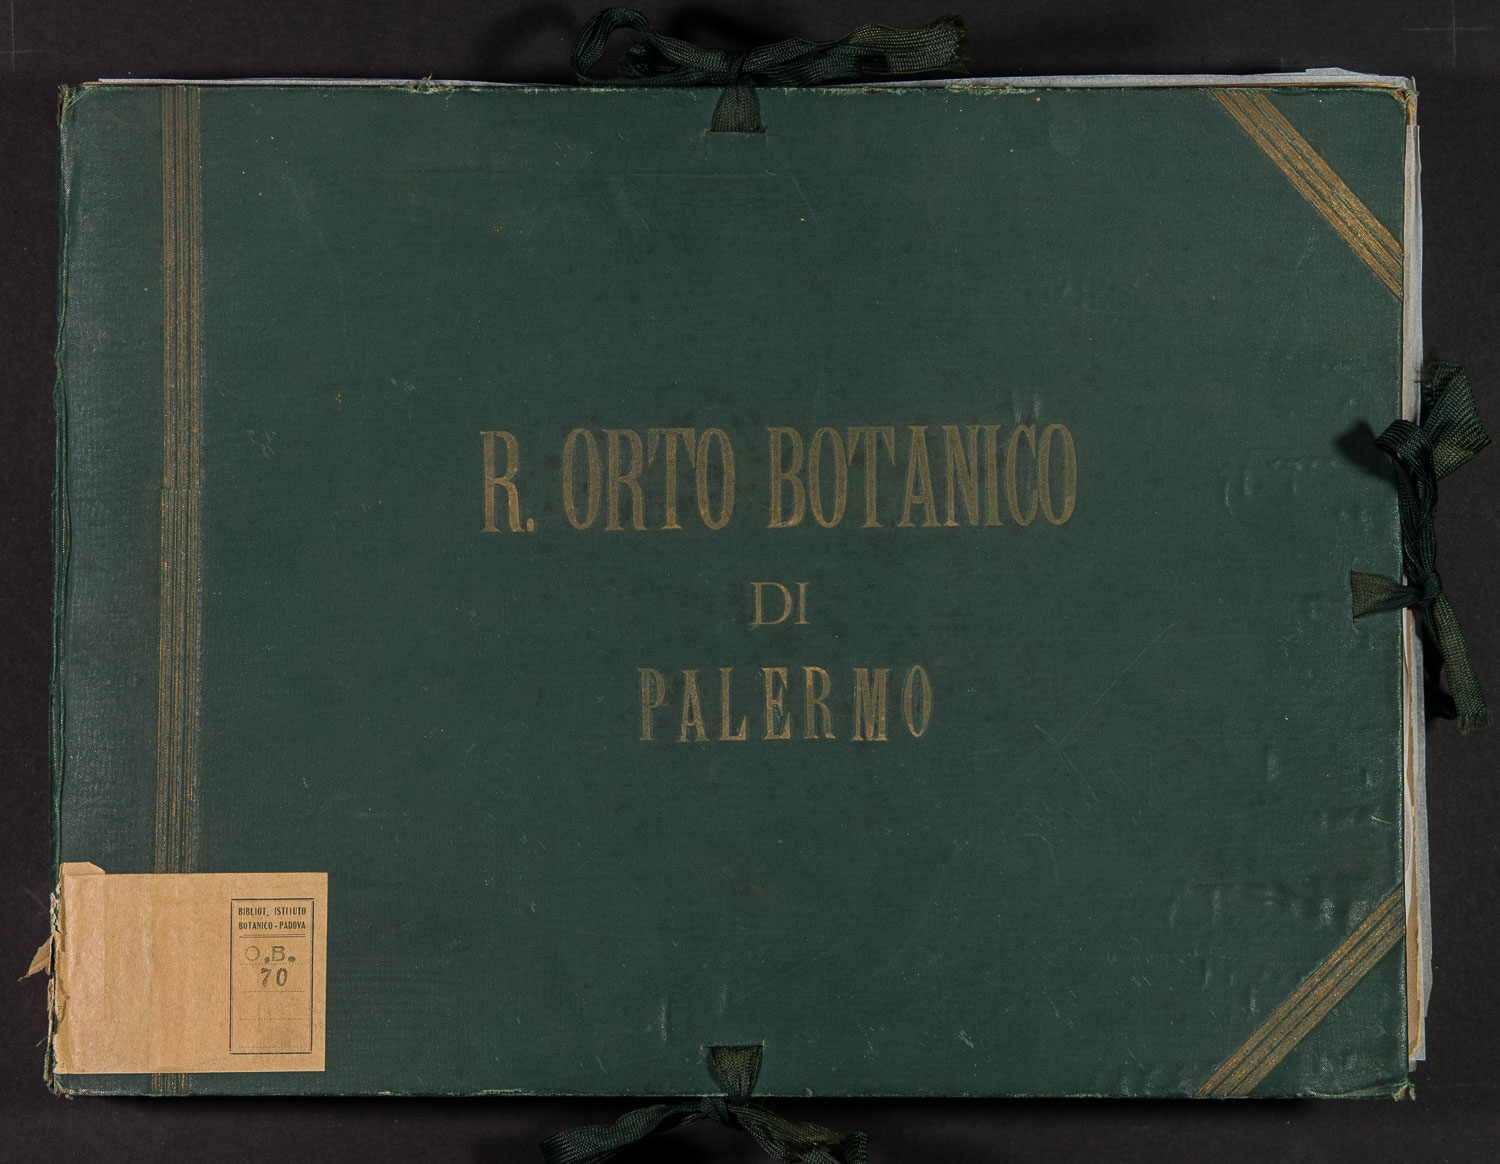 R. ORTO BOTANICO
DI
PALERMO
BIBLIOT. ISTITUTO
BOTANICO - PADOVA
O.B.
70